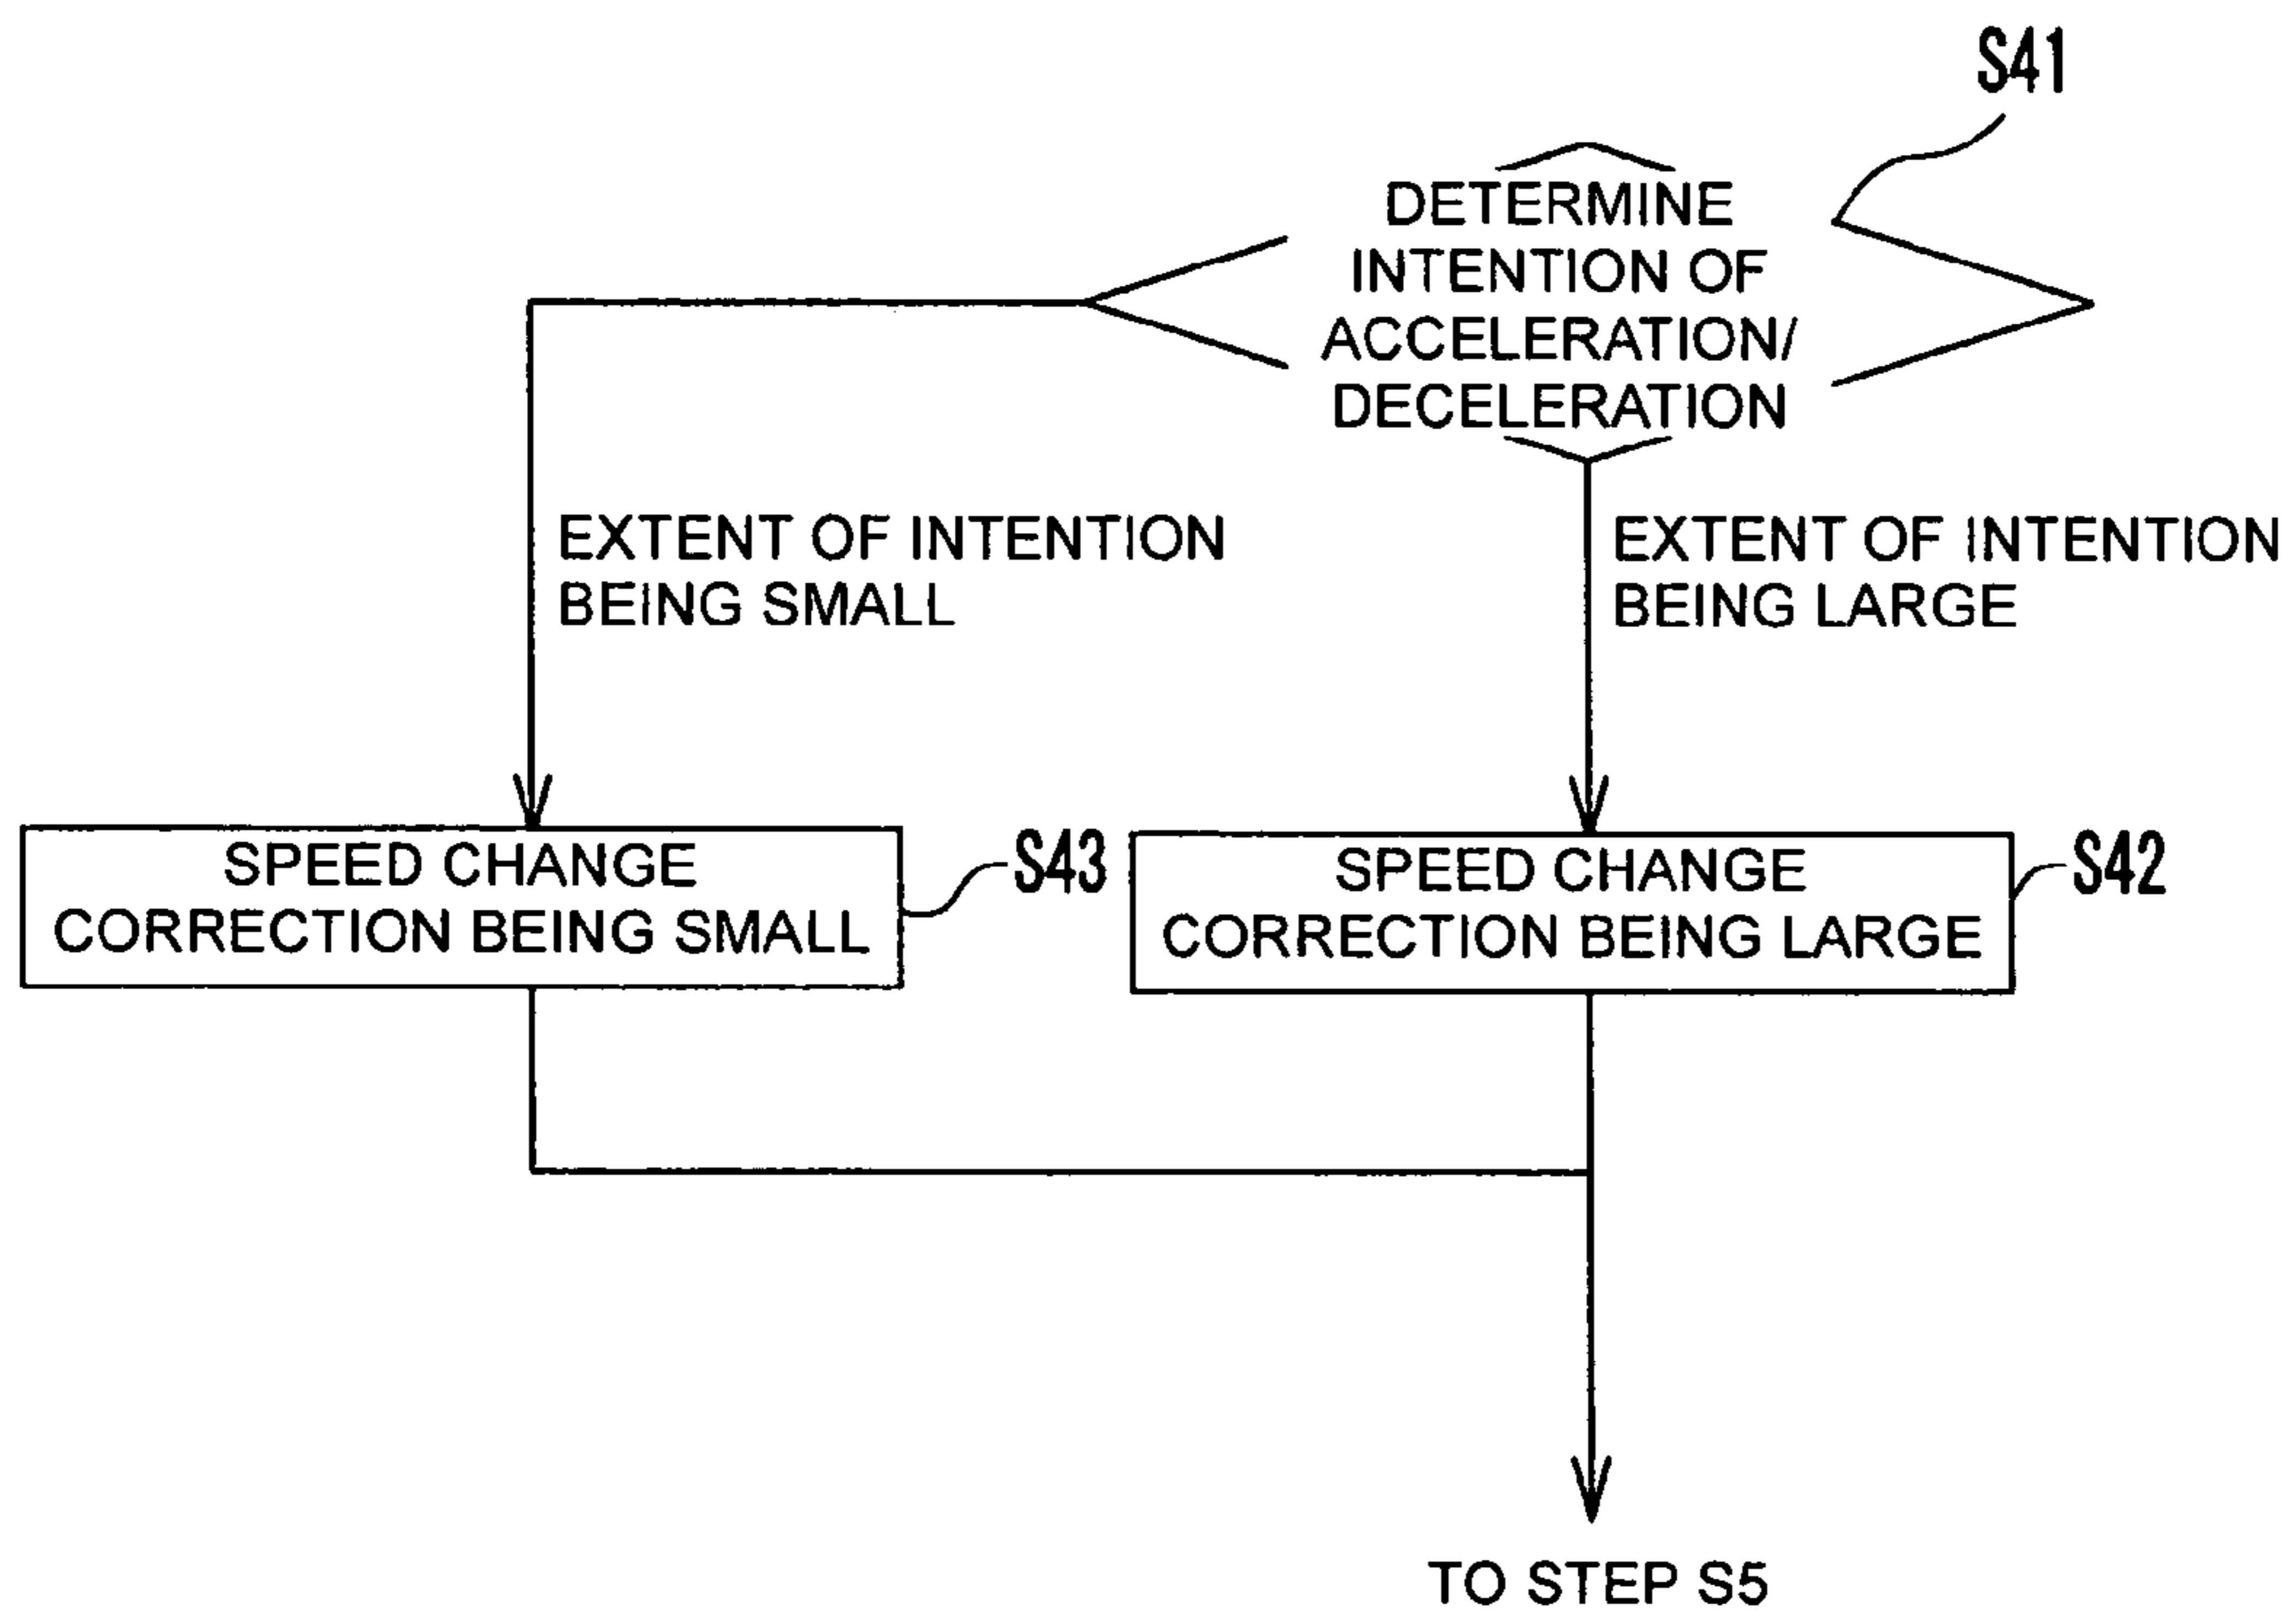 S41
DETERMINE
INTENTION OF
ACCELERATION/
DECELERATION
EXTENT OF INTENTION
BEING SMALL
EXTENT OF INTENTION
BEING LARGE
SPEED CHANGE
CORRECTION BEING SMALL
S43
SPEED CHANGE
CORRECTION BEING LARGE
S42
TO STEP S5